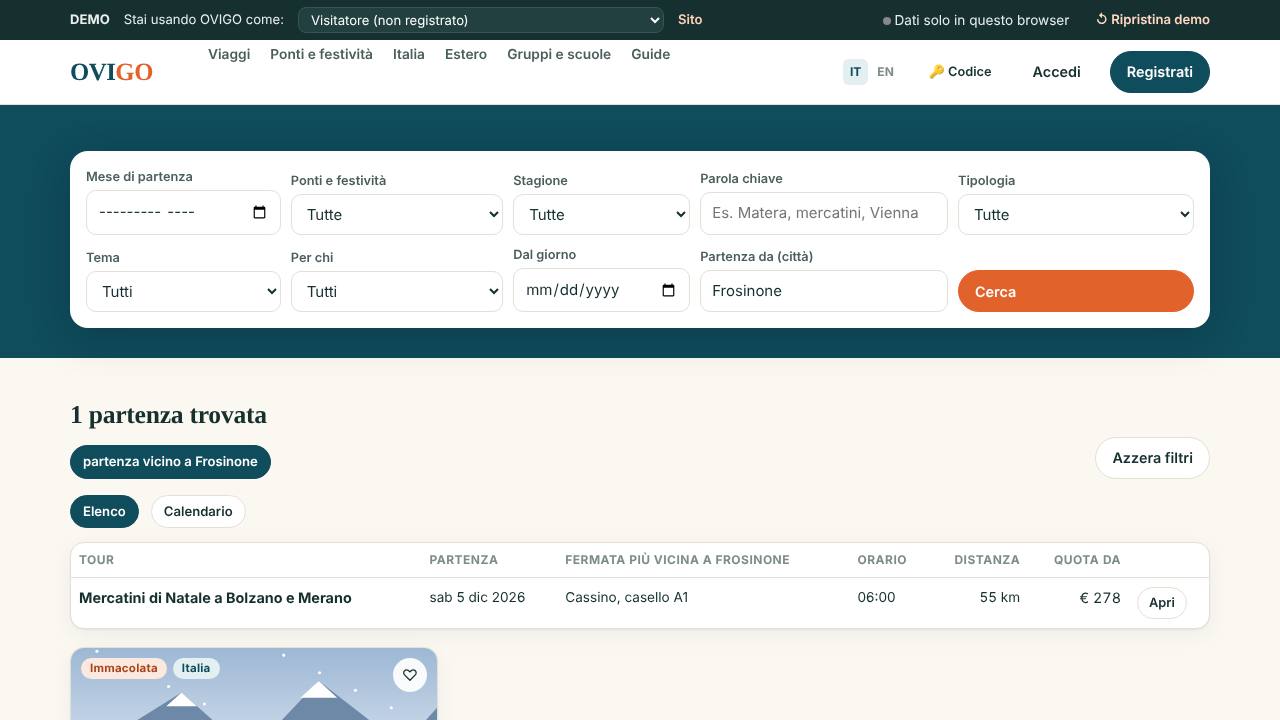 DEMO Stai usando OVIGO come: Visitatore (non registrato) Sito Dati solo in questo browser ↺ Ripristina demo
OVIGO Viaggi Ponti e festività Italia Estero Gruppi e scuole Guide IT EN 🔑 Codice Accedi Registrati
Mese di partenza Ponti e festività Stagione Parola chiave Tipologia
--------- ---- Tutte Tutte Es. Matera, mercatini, Vienna Tutte
Tema Per chi Dal giorno Partenza da (città)
Tutti Tutti mm/dd/yyyy Frosinone Cerca
1 partenza trovata
partenza vicino a Frosinone Azzera filtri
Elenco Calendario
TOUR PARTENZA FERMATA PIÙ VICINA A FROSINONE ORARIO DISTANZA QUOTA DA
Mercatini di Natale a Bolzano e Merano sab 5 dic 2026 Cassino, casello A1 06:00 55 km € 278 Apri
Immacolata Italia